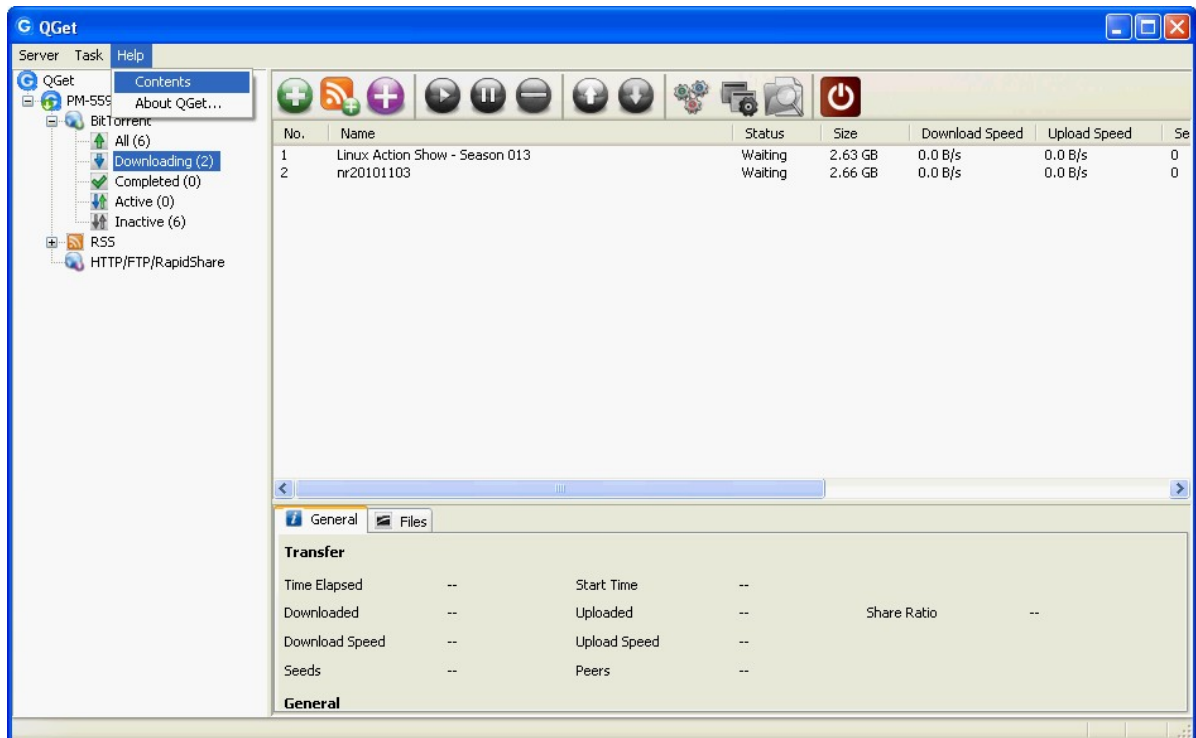 QGet
Server Task Help
Contents
About QGet...
QGet
PM-559
BitTorrent
All (6)
Downloading (2)
Completed (0)
Active (0)
Inactive (6)
RSS
HTTP/FTP/RapidShare
No. Name Status Size Download Speed Upload Speed Se
1 Linux Action Show - Season 013 Waiting 2.63 GB 0.0 B/s 0.0 B/s 0
2 nr20101103 Waiting 2.66 GB 0.0 B/s 0.0 B/s 0
General Files
Transfer
Time Elapsed -- Start Time --
Downloaded -- Uploaded -- Share Ratio --
Download Speed -- Upload Speed --
Seeds -- Peers --
General